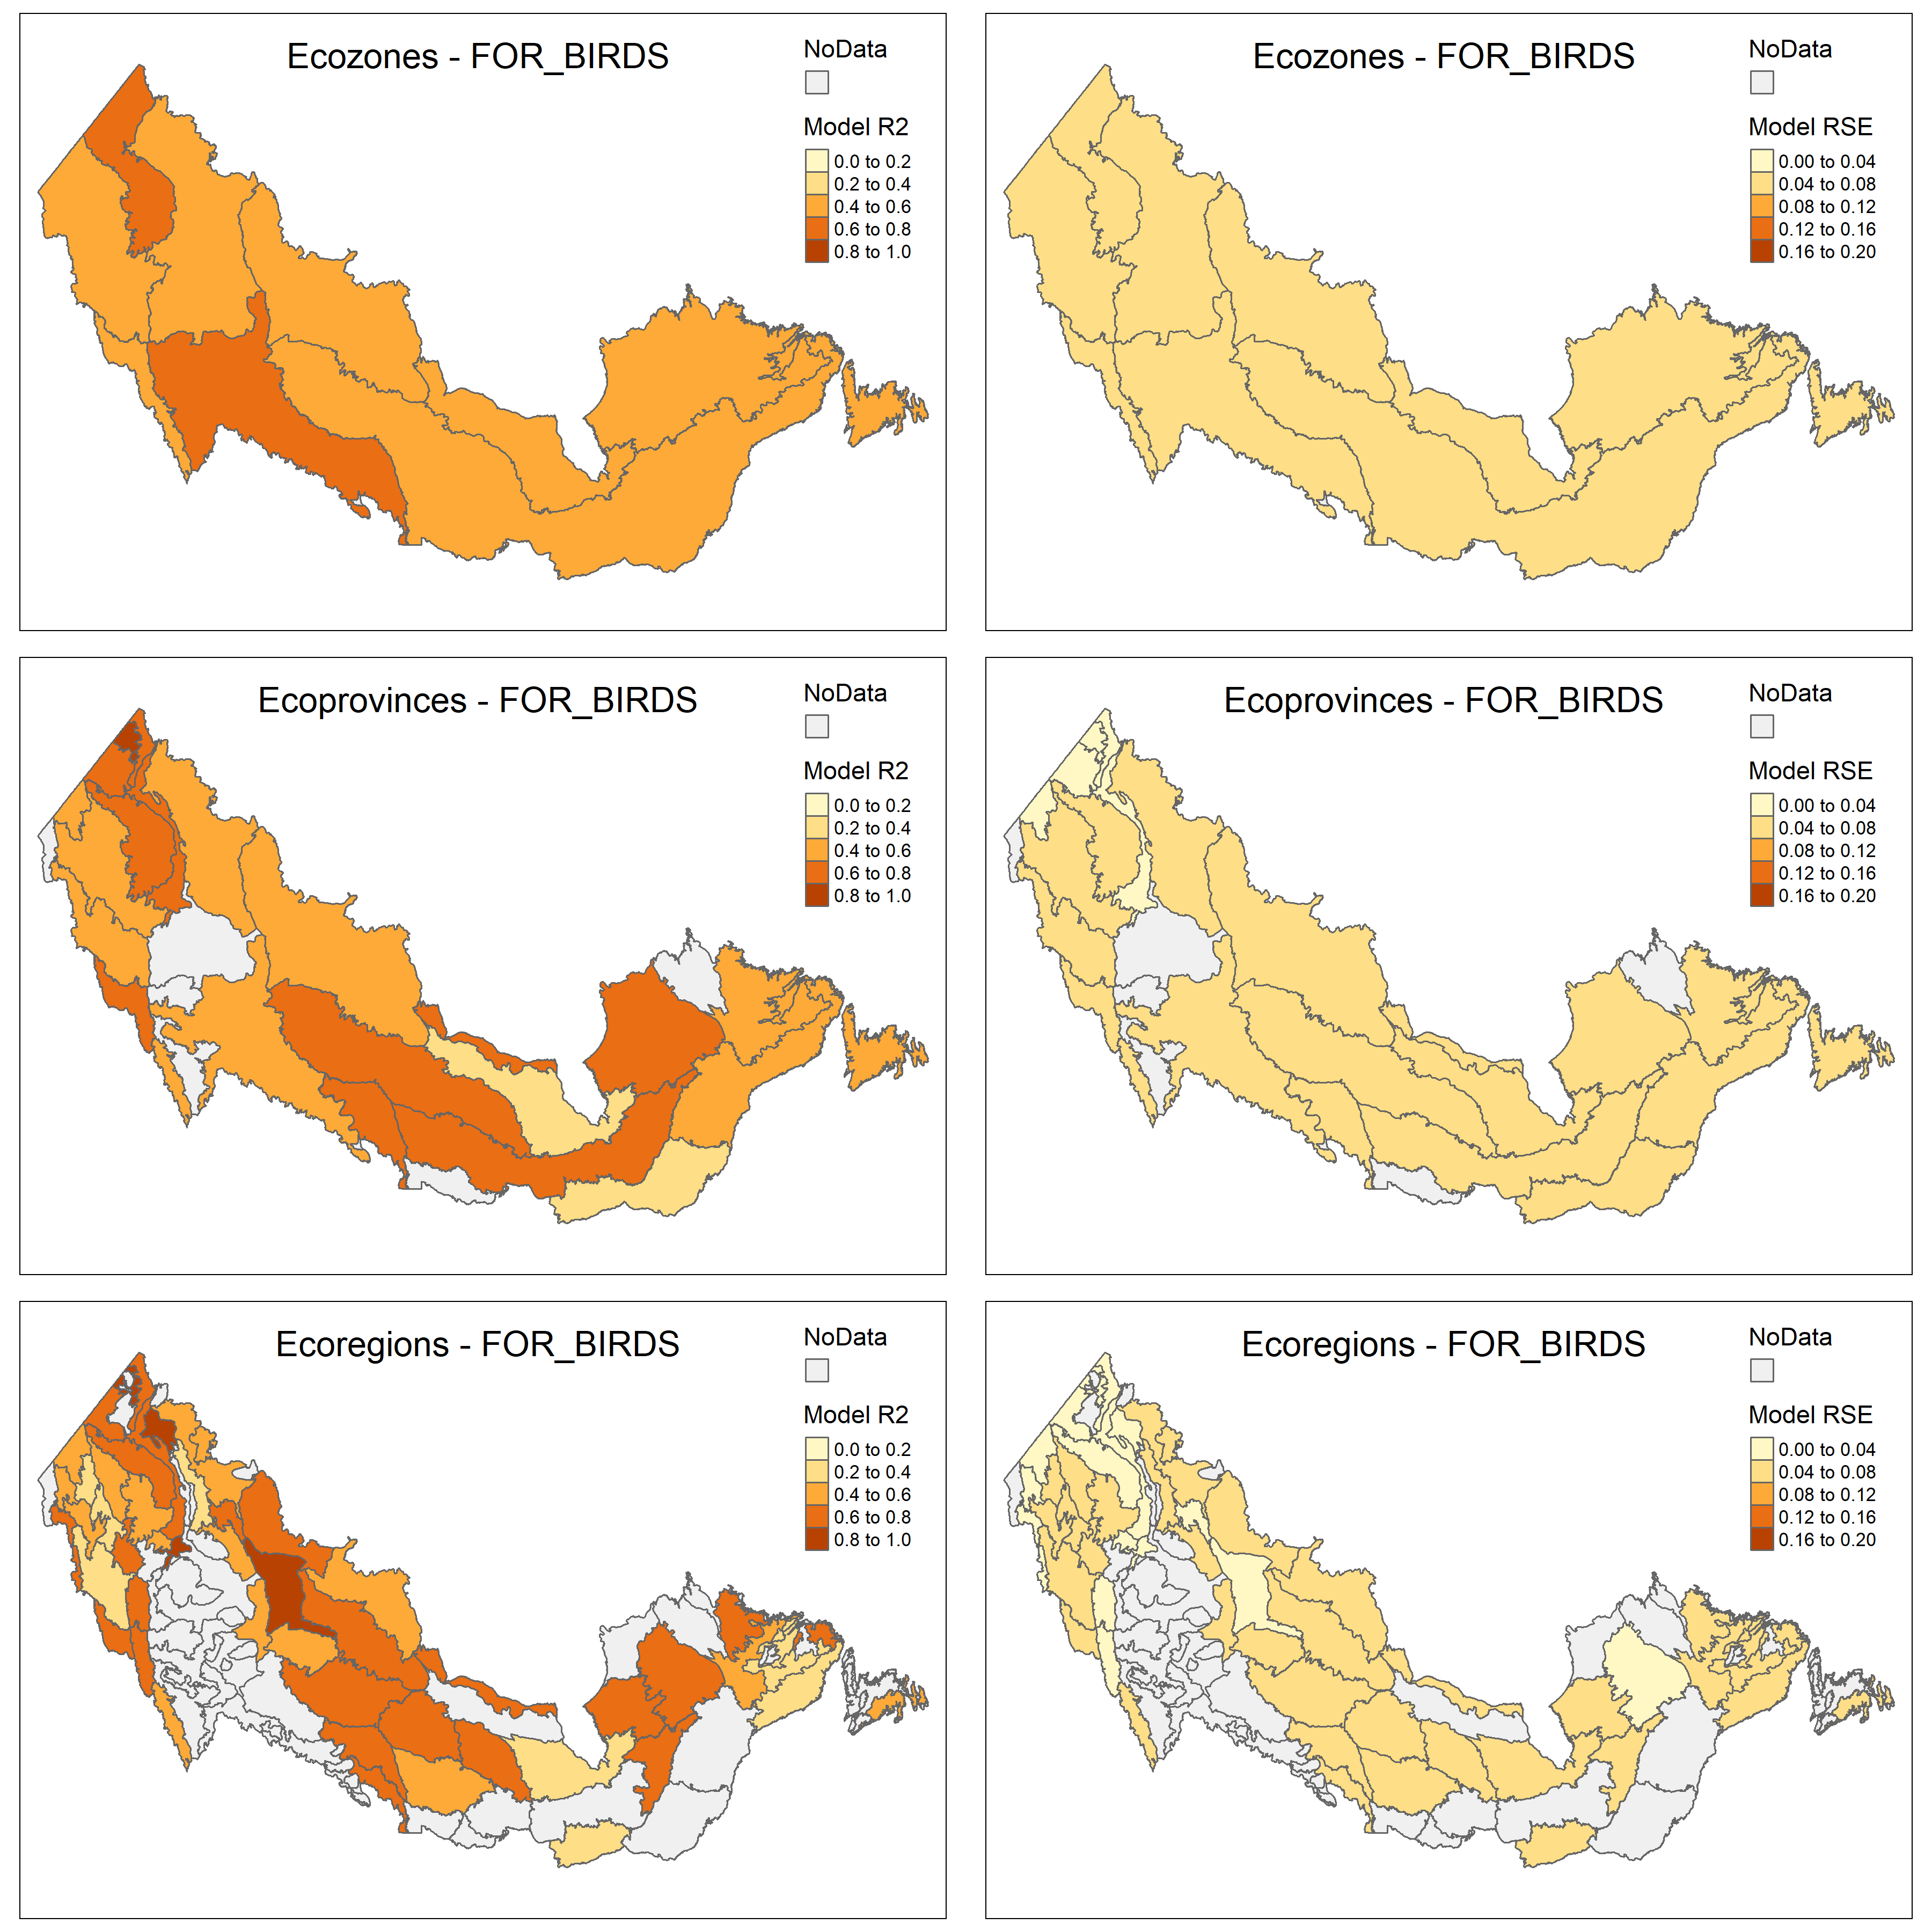 Ecozones - FOR_BIRDS
NoData
Model R2
0.0 to 0.2
0.2 to 0.4
0.4 to 0.6
0.6 to 0.8
0.8 to 1.0
Ecozones - FOR_BIRDS
NoData
Model RSE
0.00 to 0.04
0.04 to 0.08
0.08 to 0.12
0.12 to 0.16
0.16 to 0.20
Ecoprovinces - FOR_BIRDS
NoData
Model R2
0.0 to 0.2
0.2 to 0.4
0.4 to 0.6
0.6 to 0.8
0.8 to 1.0
Ecoprovinces - FOR_BIRDS
NoData
Model RSE
0.00 to 0.04
0.04 to 0.08
0.08 to 0.12
0.12 to 0.16
0.16 to 0.20
Ecoregions - FOR_BIRDS
NoData
Model R2
0.0 to 0.2
0.2 to 0.4
0.4 to 0.6
0.6 to 0.8
0.8 to 1.0
Ecoregions - FOR_BIRDS
NoData
Model RSE
0.00 to 0.04
0.04 to 0.08
0.08 to 0.12
0.12 to 0.16
0.16 to 0.20